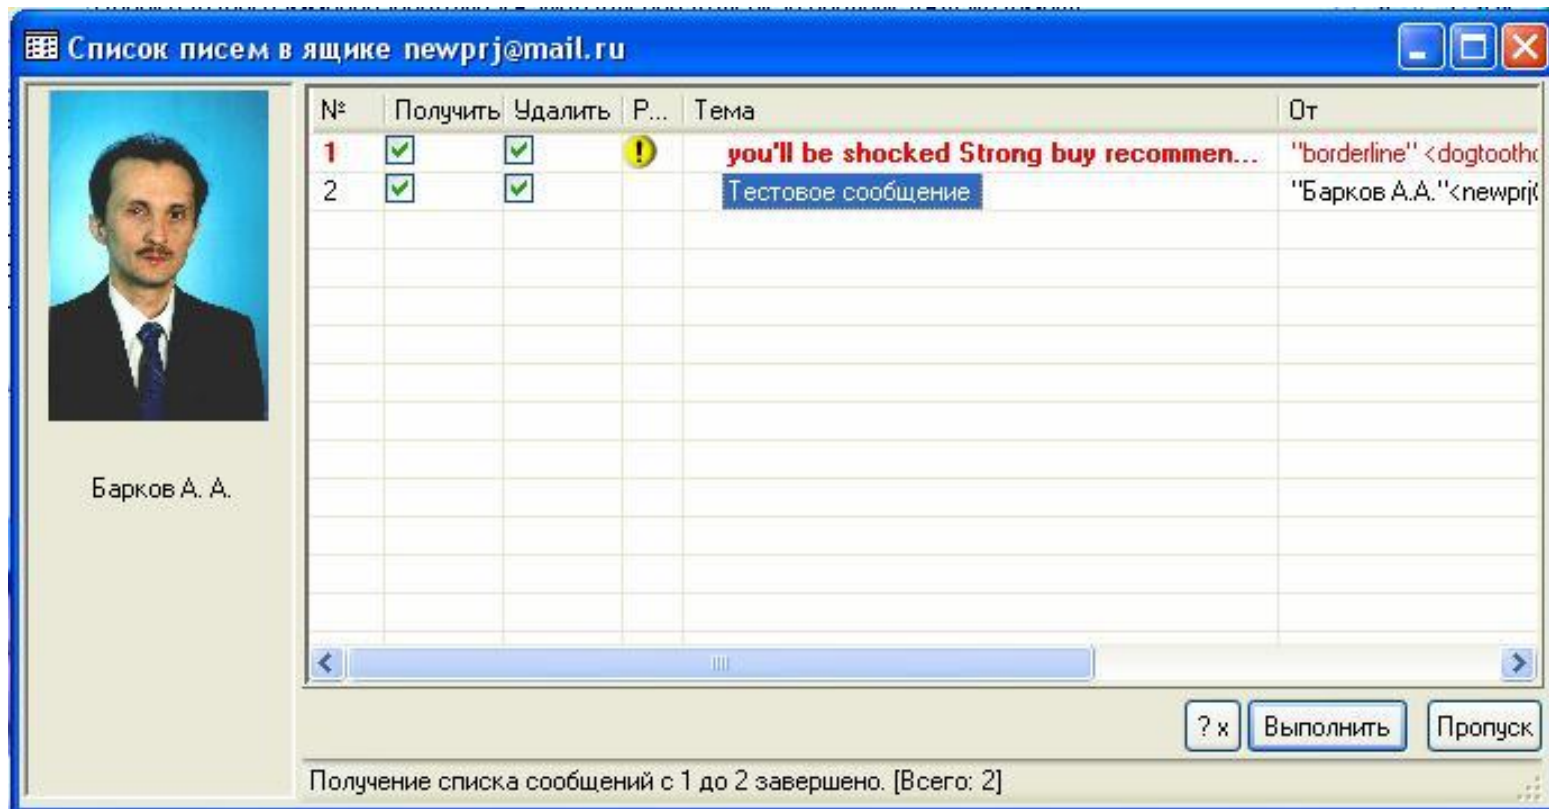 Список писем в ящике newprj@mail.ru
№ Получить Удалить Р... Тема От
1 you'll be shocked Strong buy recommen... "borderline" <dogtooth
2 Тестовое сообщение "Барков А.А."<newprj
Барков А. А.
? x Выполнить Пропуск
Получение списка сообщений с 1 до 2 завершено. [Всего: 2]